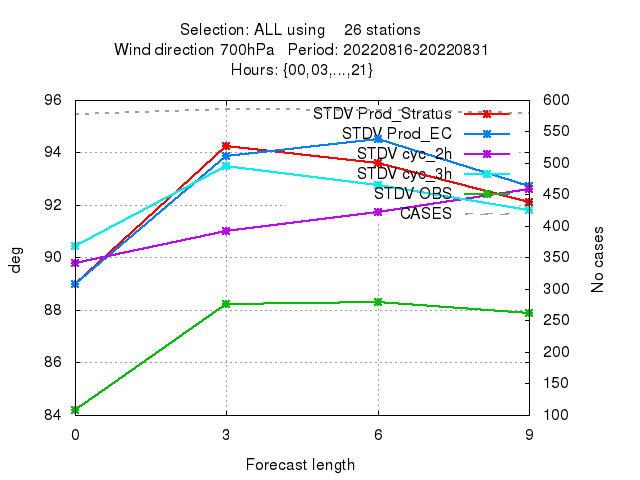 Selection: ALL using 26 stations
Wind direction 700hPa Period: 20220816-20220831
Hours: {00,03,...,21}
96
94
92
90
88
86
84
deg
600
550
500
450
400
350
300
250
200
150
100
No cases
STDV Prod_Stratus
STDV Prod_EC
STDV cyc_2h
STDV cyc_3h
STDV OBS
CASES
0
3
6
9
Forecast length